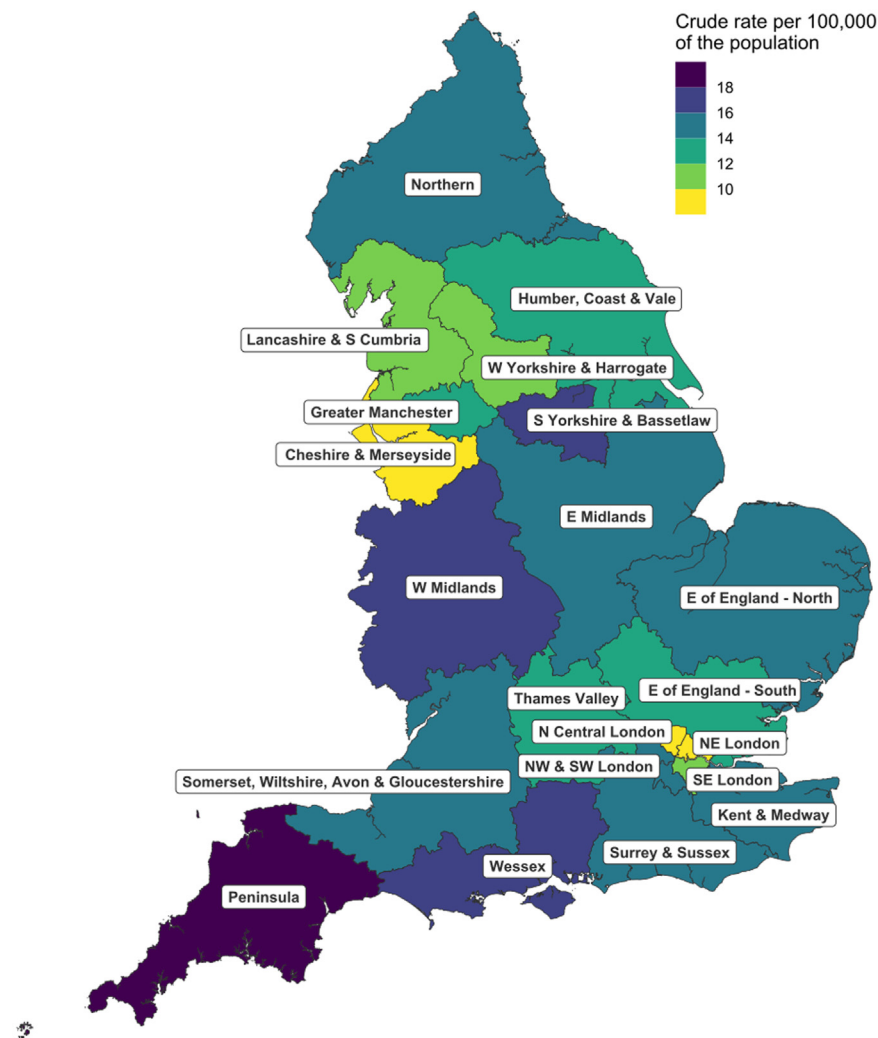 Crude rate per 100,000
of the population
18
16
14
12
10
Northern
Humber, Coast & Vale
Lancashire & S Cumbria
W Yorkshire & Harrogate
Greater Manchester
S Yorkshire & Bassetlaw
Cheshire & Merseyside
E Midlands
W Midlands
E of England - North
E of England - South
Thames Valley
N Central London
NE London
NW & SW London
SE London
Somerset, Wiltshire, Avon & Gloucestershire
Kent & Medway
Surrey & Sussex
Wessex
Peninsula